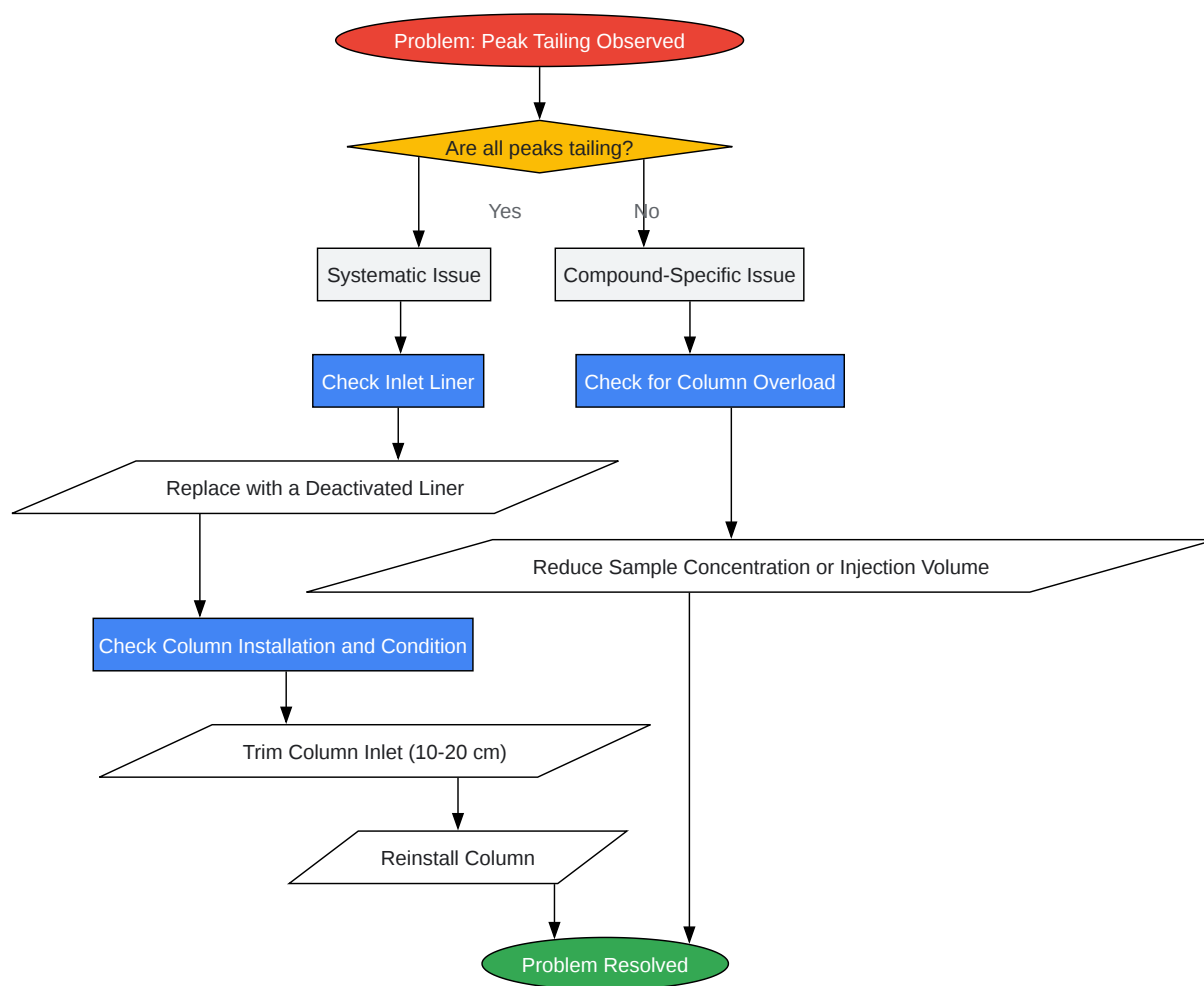 Problem: Peak Tailing Observed
Are all peaks tailing?
Yes
No
Systematic Issue
Compound-Specific Issue
Check Inlet Liner
Check for Column Overload
Replace with a Deactivated Liner
Reduce Sample Concentration or Injection Volume
Check Column Installation and Condition
Trim Column Inlet (10-20 cm)
Reinstall Column
Problem Resolved